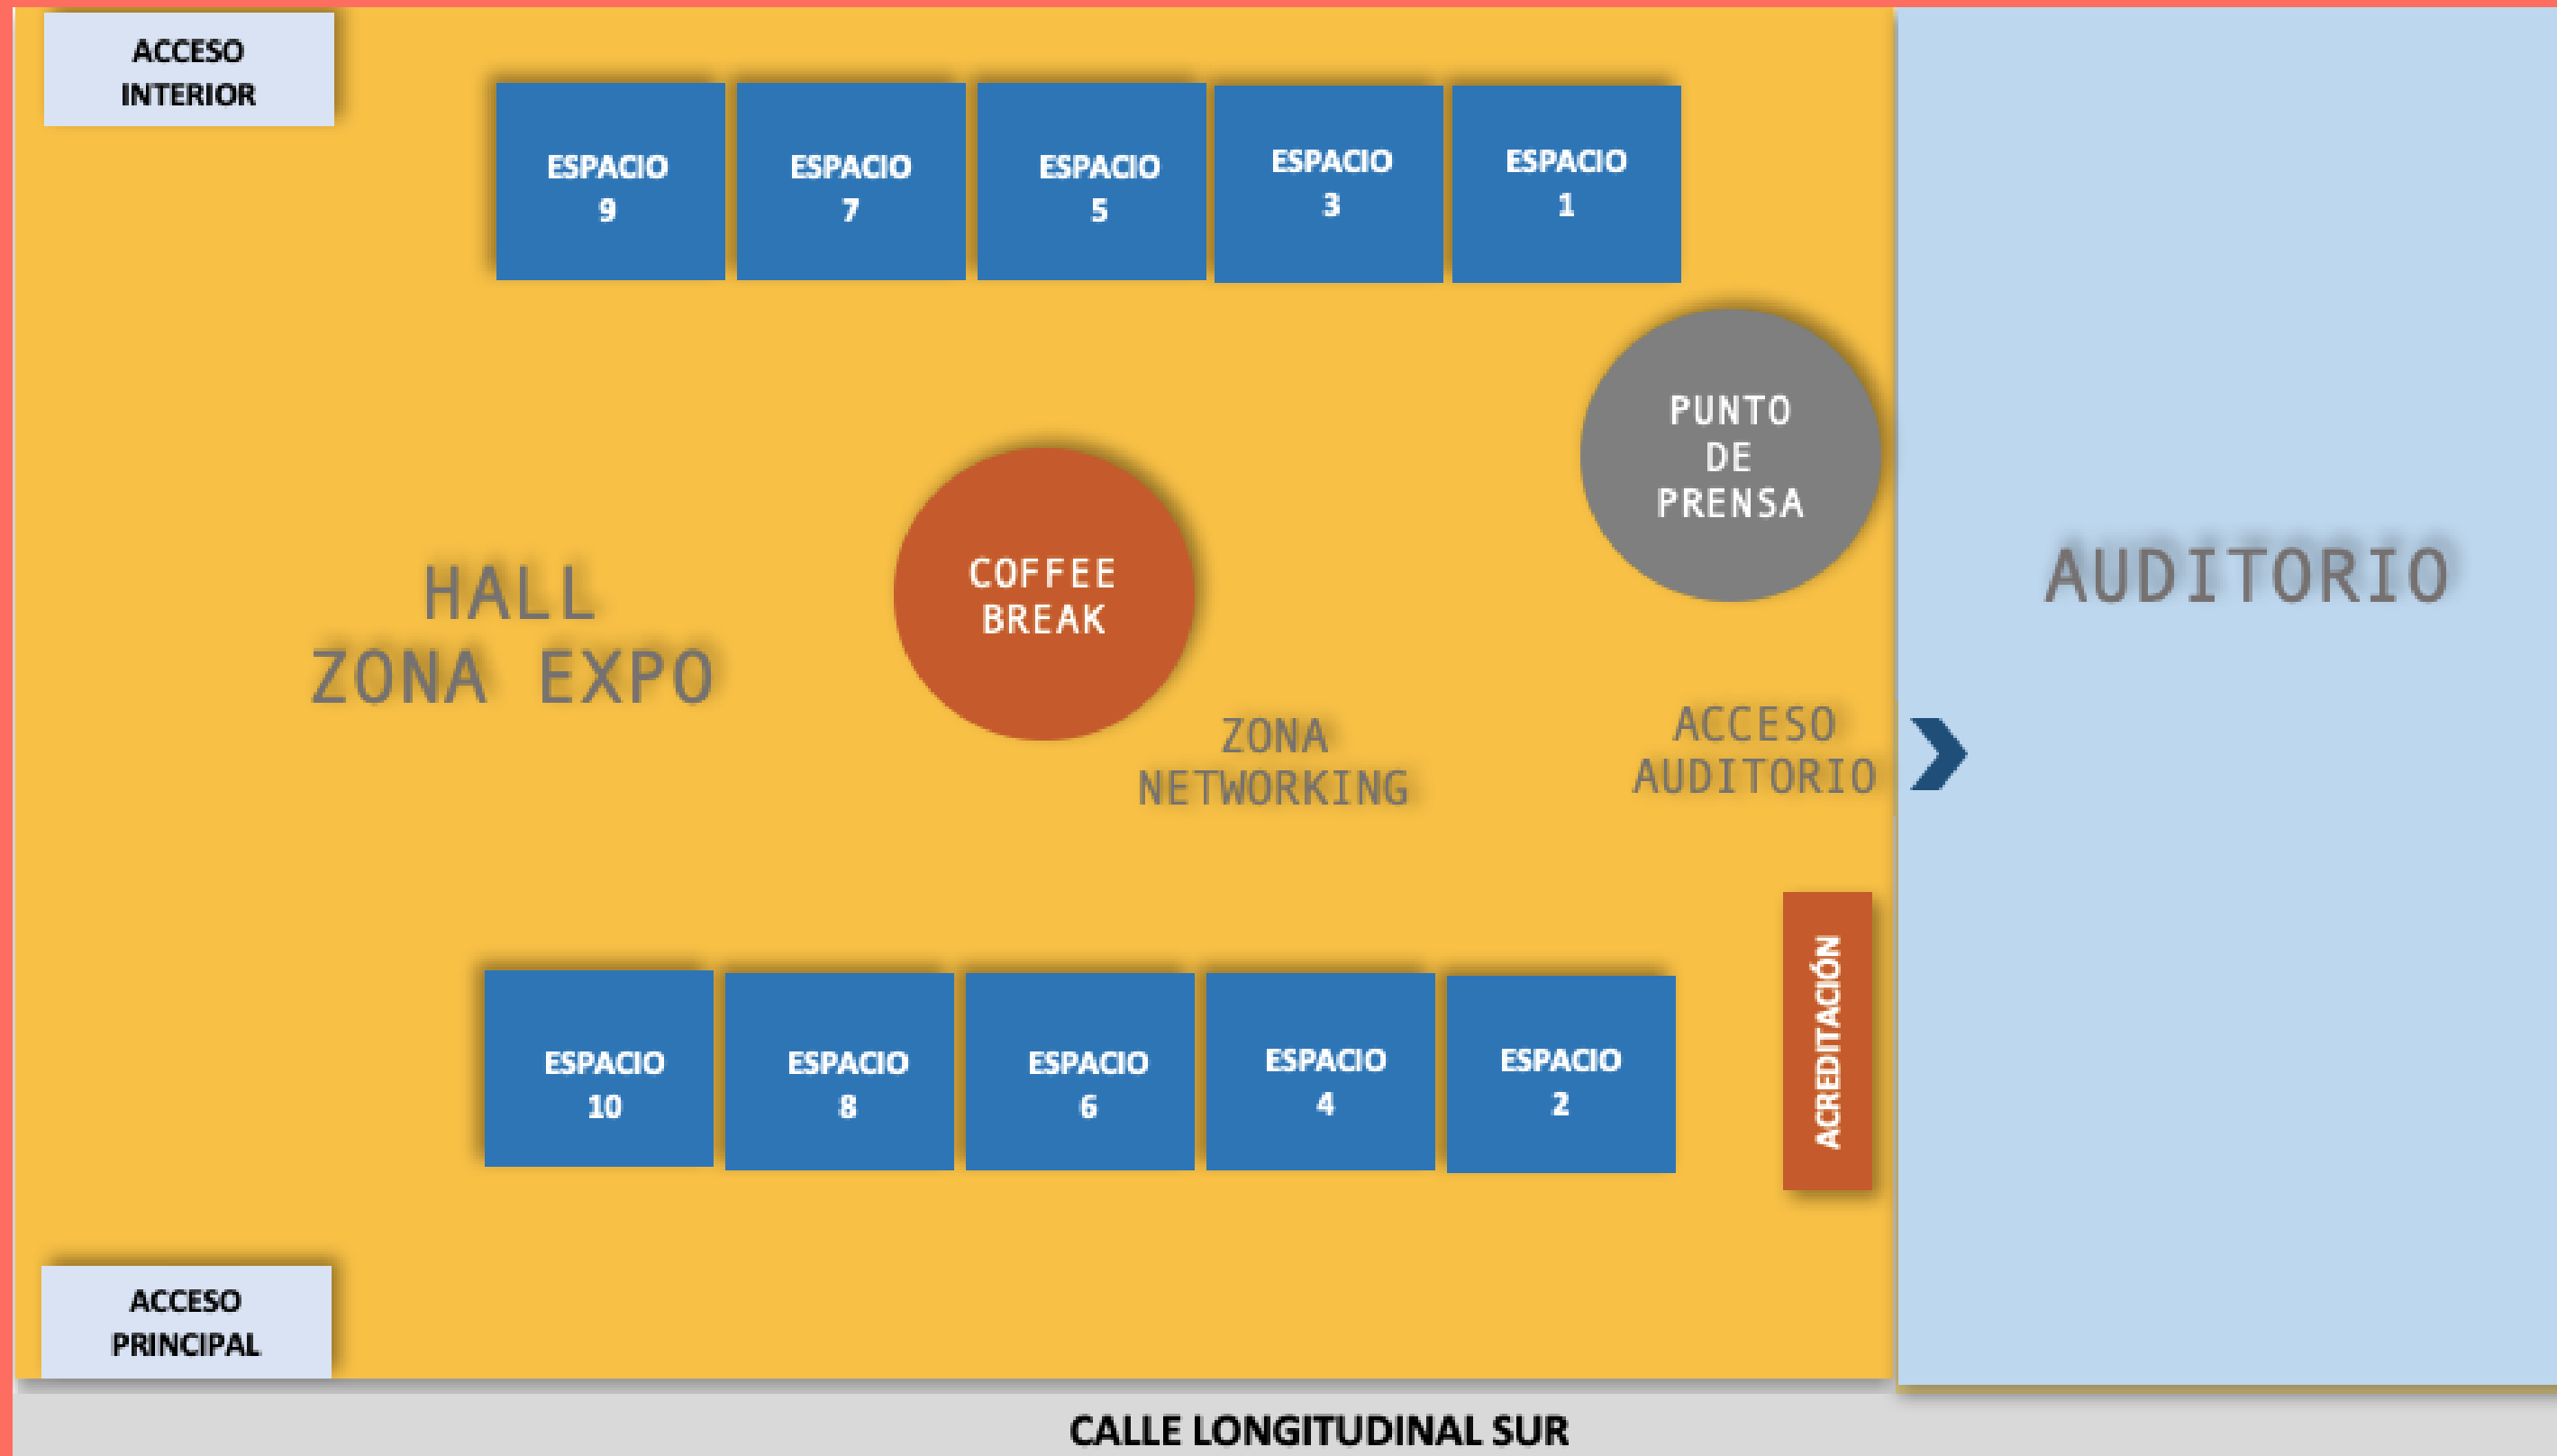 ACCESO
INTERIOR
ESPACIO
9
ESPACIO
7
ESPACIO
5
ESPACIO
3
ESPACIO
1
PUNTO
DE
PRENSA
COFFEE
BREAK
HALL
ZONA EXPO
AUDITORIO
ZONA
NETWORKING
ACCESO
AUDITORIO
ACREDITACIÓN
ESPACIO
10
ESPACIO
8
ESPACIO
6
ESPACIO
4
ESPACIO
2
ACCESO
PRINCIPAL
CALLE LONGITUDINAL SUR